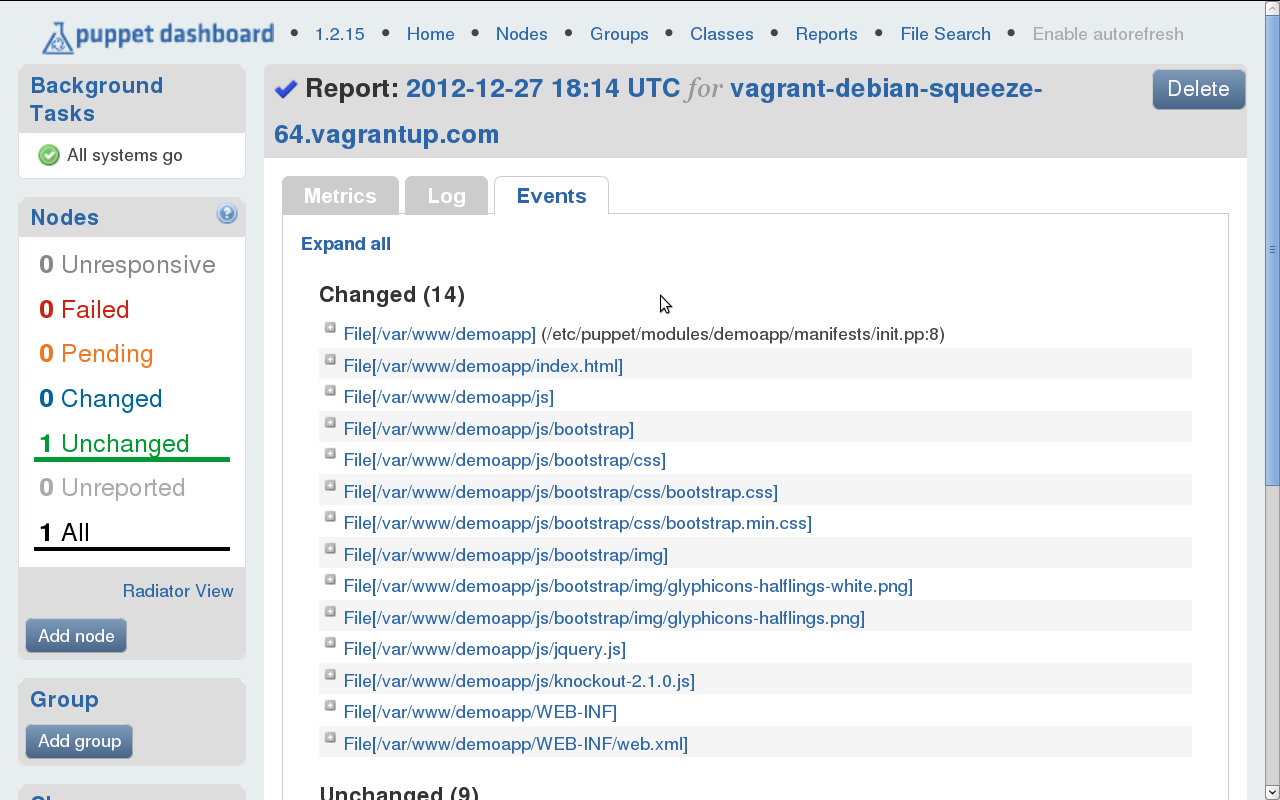 puppet dashboard • 1.2.15 • Home • Nodes • Groups • Classes • Reports • File Search • Enable autorefresh
Background
Tasks
All systems go
Nodes
0 Unresponsive
0 Failed
0 Pending
0 Changed
1 Unchanged
0 Unreported
1 All
Radiator View
Add node
Group
Add group
Report: 2012-12-27 18:14 UTC for vagrant-debian-squeeze-
64.vagrantup.com
Delete
Metrics Log Events
Expand all
Changed (14)
File[/var/www/demoapp] (/etc/puppet/modules/demoapp/manifests/init.pp:8)
File[/var/www/demoapp/index.html]
File[/var/www/demoapp/js]
File[/var/www/demoapp/js/bootstrap]
File[/var/www/demoapp/js/bootstrap/css]
File[/var/www/demoapp/js/bootstrap/css/bootstrap.css]
File[/var/www/demoapp/js/bootstrap/css/bootstrap.min.css]
File[/var/www/demoapp/js/bootstrap/img]
File[/var/www/demoapp/js/bootstrap/img/glyphicons-halflings-white.png]
File[/var/www/demoapp/js/bootstrap/img/glyphicons-halflings.png]
File[/var/www/demoapp/js/jquery.js]
File[/var/www/demoapp/js/knockout-2.1.0.js]
File[/var/www/demoapp/WEB-INF]
File[/var/www/demoapp/WEB-INF/web.xml]
Unchanged (9)